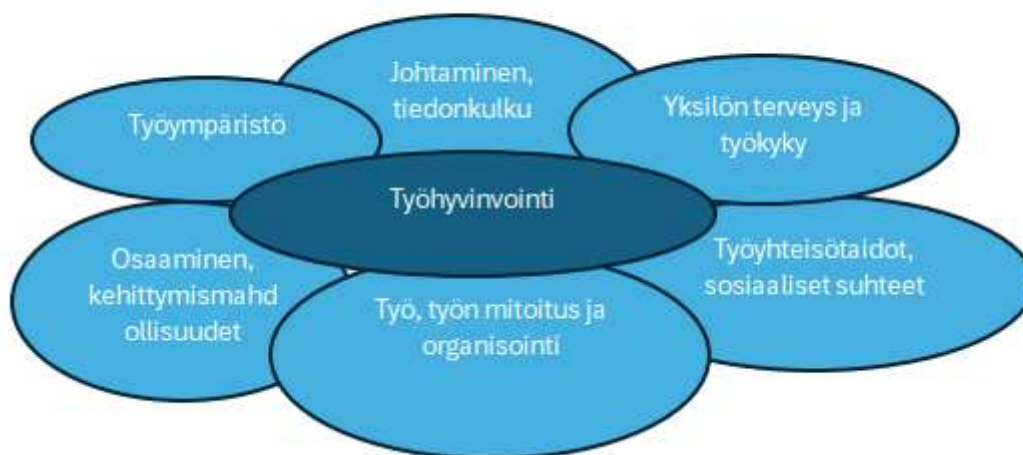 Johtaminen,
tiedonkulku
Työympäristö
Yksilön terveys ja
työkyky
Työhyvinvointi
Osaaminen,
kehittymismahd
ollisuudet
Työyhteisötaidot,
sosiaaliset suhteet
Työ, työn mitoitus ja
organisointi